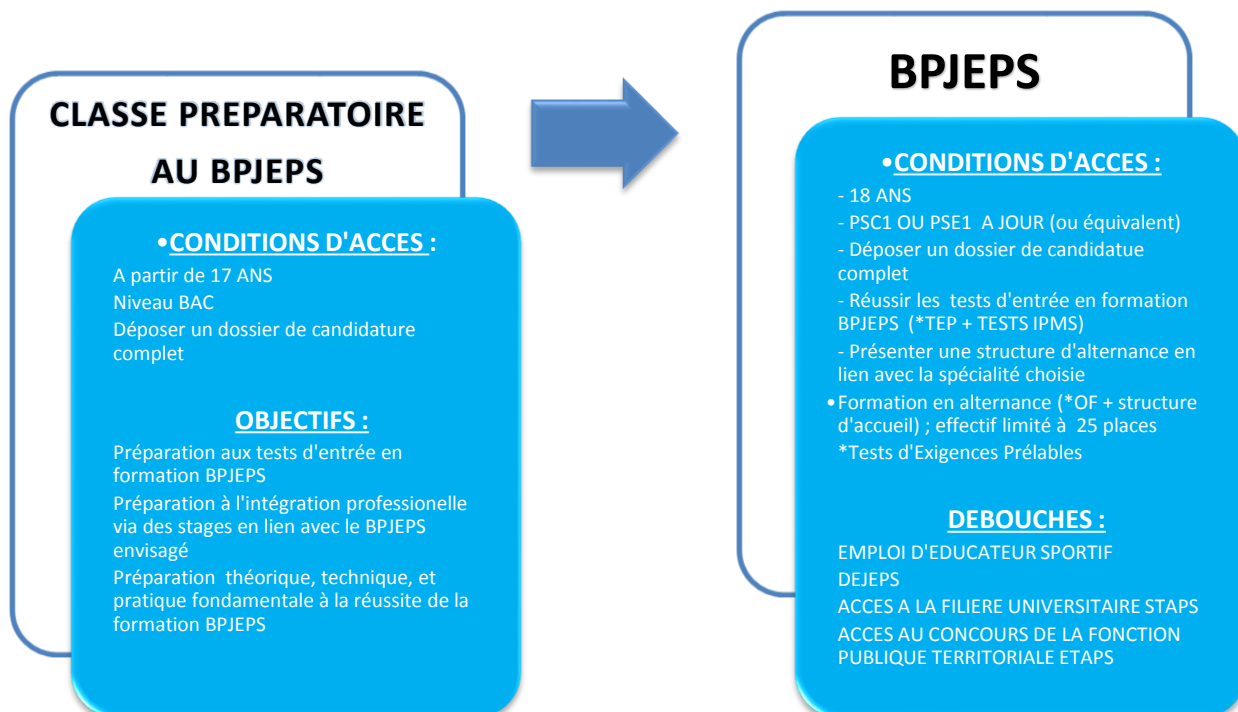 CLASSE PREPARATOIRE
AU BPJEPS
•CONDITIONS D'ACCES :
A partir de 17 ANS
Niveau BAC
Déposer un dossier de candidature
complet
OBJECTIFS :
Préparation aux tests d'entrée en
formation BPJEPS
Préparation à l'intégration professionelle
via des stages en lien avec le BPJEPS
envisagé
Préparation théorique, technique, et
pratique fondamentale à la réussite de la
formation BPJEPS
BPJEPS
•CONDITIONS D'ACCES :
- 18 ANS
- PSC1 OU PSE1 A JOUR (ou équivalent)
- Déposer un dossier de candidatue
complet
- Réussir les tests d'entrée en formation
BPJEPS (*TEP + TESTS IPMS)
- Présenter une structure d'alternance en
lien avec la spécialité choisie
•Formation en alternance (*OF + structure
d'accueil) ; effectif limité à 25 places
*Tests d'Exigences Prélables
DEBOUCHES :
EMPLOI D'EDUCATEUR SPORTIF
DEJEPS
ACCES A LA FILIERE UNIVERSITAIRE STAPS
ACCES AU CONCOURS DE LA FONCTION
PUBLIQUE TERRITORIALE ETAPS